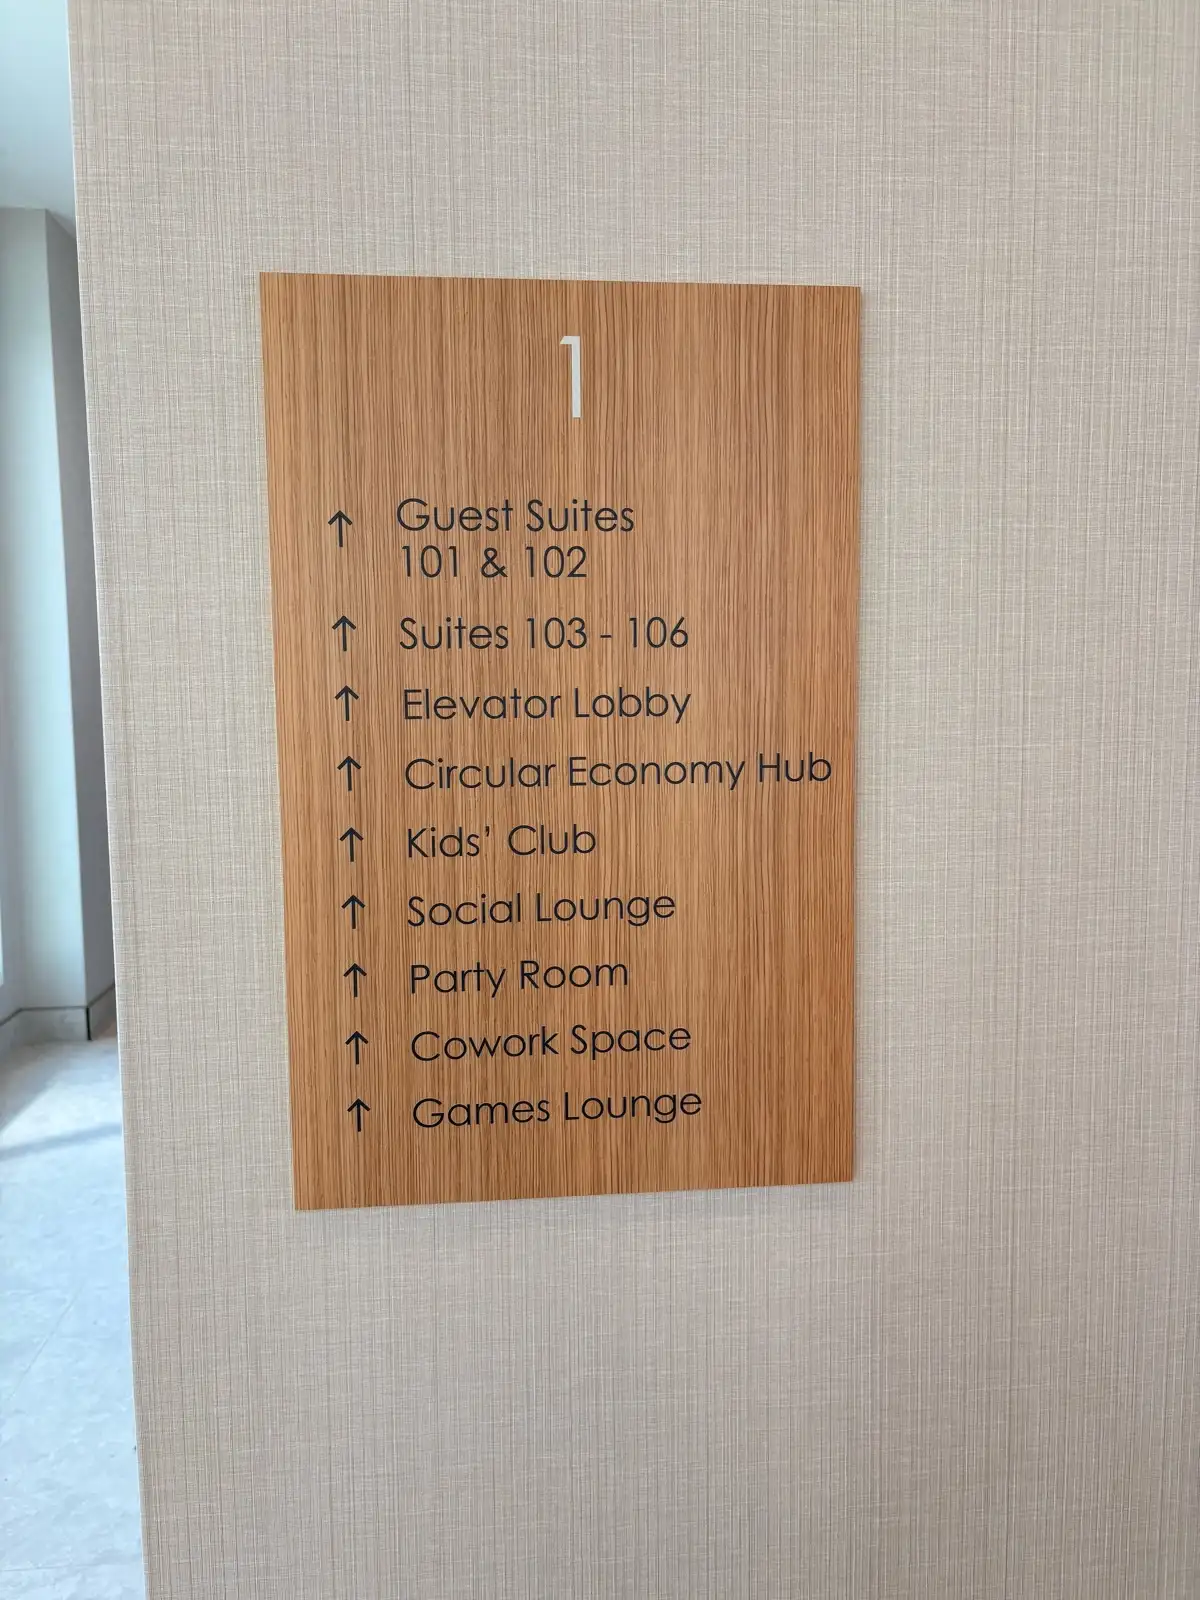 1
↑ Guest Suites
101 & 102
↑ Suites 103 - 106
↑ Elevator Lobby
↑ Circular Economy Hub
↑ Kids’ Club
↑ Social Lounge
↑ Party Room
↑ Cowork Space
↑ Games Lounge